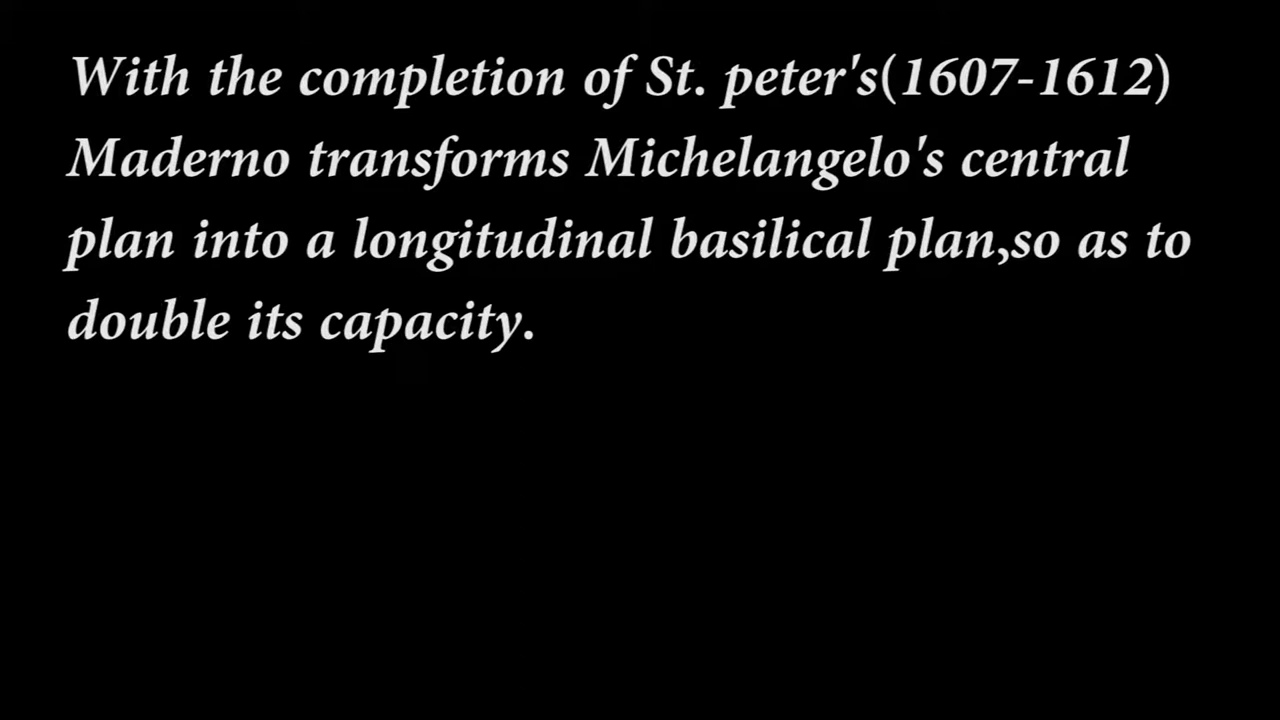 With the completion of St. peter's(1607-1612)
Maderno transforms Michelangelo's central
plan into a longitudinal basilical plan,so as to
double its capacity.